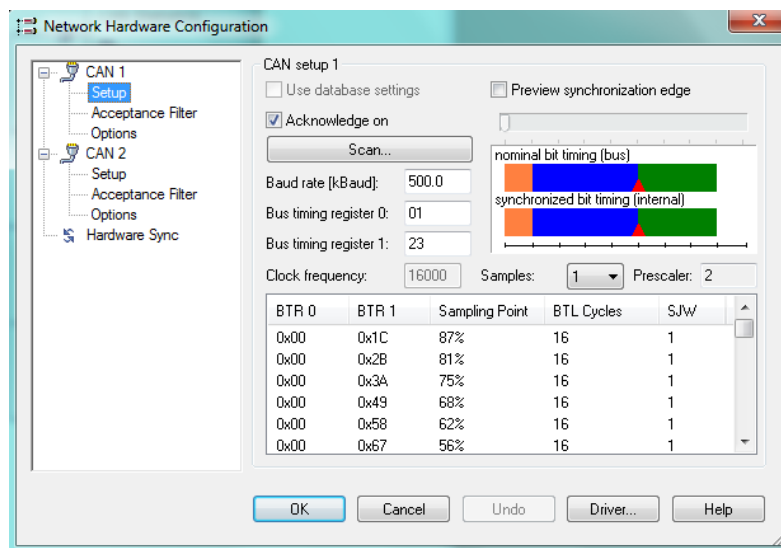 Network Hardware Configuration
CAN 1
Setup
Acceptance Filter
Options
CAN 2
Setup
Acceptance Filter
Options
Hardware Sync
CAN setup 1
Use database settings
Preview synchronization edge
Acknowledge on
Scan...
Baud rate [kBaud]: 500.0
Bus timing register 0: 01
Bus timing register 1: 23
nominal bit timing (bus)
synchronized bit timing (internal)
Clock frequency: 16000 Samples: 1 Prescaler: 2
BTR 0 BTR 1 Sampling Point BTL Cycles SJW
0x00 0x1C 87% 16 1
0x00 0x2B 81% 16 1
0x00 0x3A 75% 16 1
0x00 0x49 68% 16 1
0x00 0x58 62% 16 1
0x00 0x67 56% 16 1
OK Cancel Undo Driver... Help